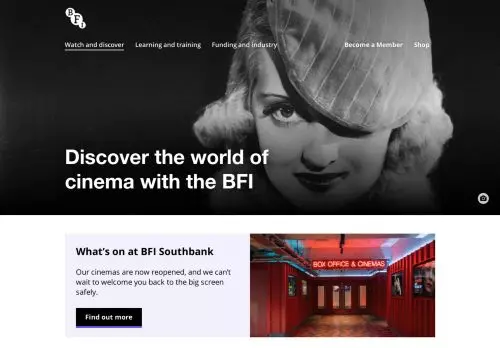 BFI
Watch and discover
Learning and training
Funding and industry
Become a Member
Shop
Discover the world of
cinema with the BFI
What's on at BFI Southbank
Our cinemas are now reopened, and we can't
wait to welcome you back to the big screen
safely.
Find out more
BOX OFFICE & CINEMAS